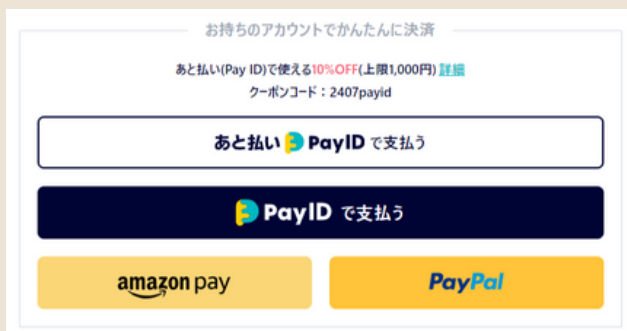 お持ちのアカウントでかんたんに決済
あと払い(Pay ID)で使える10%OFF(上限1,000円) 詳細
クーポンコード：2407payid
あと払い PayID で支払う
PayID で支払う
amazon pay
PayPal